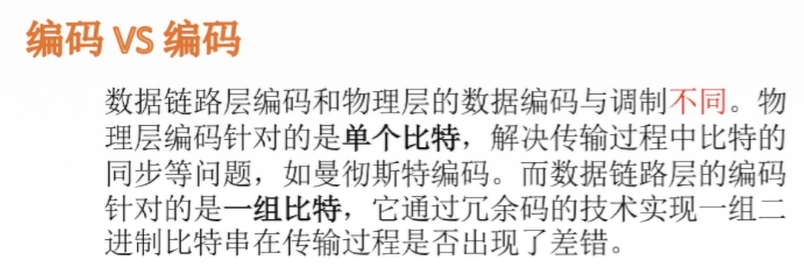 编码 VS 编码
数据链路层编码和物理层的数据编码与调制不同。物
理层编码针对的是单个比特，解决传输过程中比特的
同步等问题，如曼彻斯特编码。而数据链路层的编码
针对的是一组比特，它通过冗余码的技术实现一组二
进制比特串在传输过程是否出现了差错。